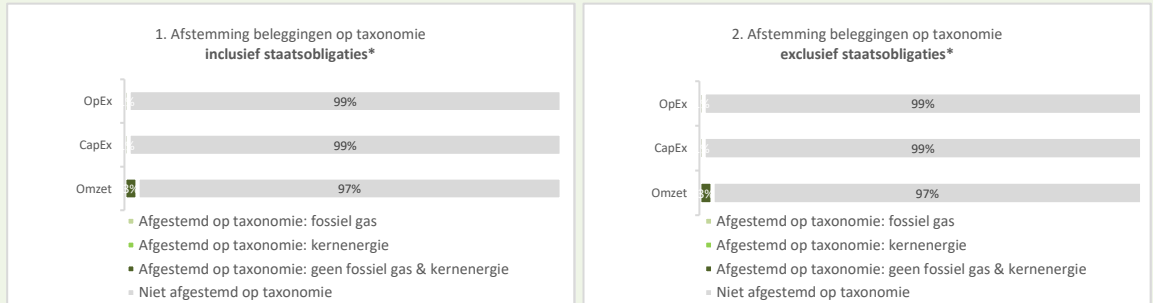 1. Afstemming beleggingen op taxonomie
inclusief staatsobligaties*
OpEx
99%
CapEx
99%
Omzet
3%
97%
Afgestemd op taxonomie: fossiel gas
Afgestemd op taxonomie: kernenergie
Afgestemd op taxonomie: geen fossiel gas & kernenergie
Niet afgestemd op taxonomie
2. Afstemming beleggingen op taxonomie
exclusief staatsobligaties*
OpEx
99%
CapEx
99%
Omzet
3%
97%
Afgestemd op taxonomie: fossiel gas
Afgestemd op taxonomie: kernenergie
Afgestemd op taxonomie: geen fossiel gas & kernenergie
Niet afgestemd op taxonomie